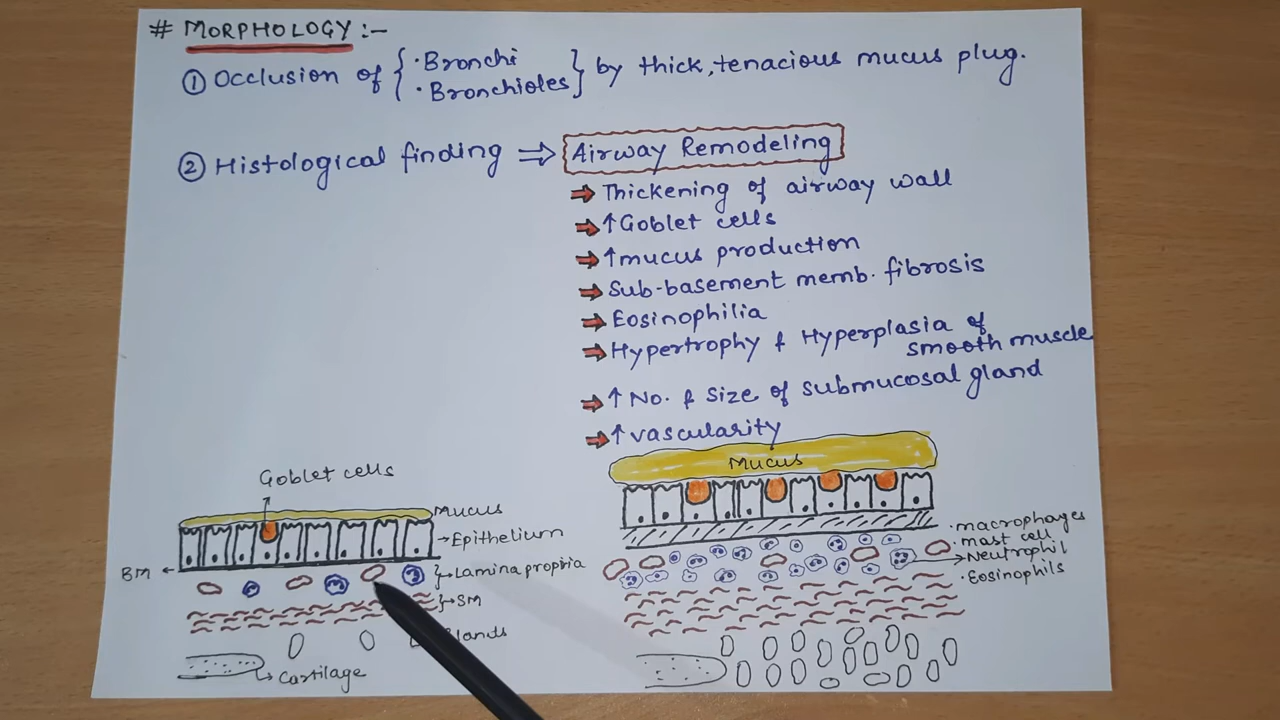 # MORPHOLOGY :-
① Occlusion of { · Bronchi · Bronchioles } by thick, tenacious mucus plug.
② Histological finding ⇒ Airway Remodeling
➡ Thickening of airway wall
➡ ↑ Goblet cells
➡ ↑ mucus production
➡ Sub-basement memb. fibrosis
➡ Eosinophilia
➡ Hypertrophy & Hyperplasia of
smooth muscle
➡ ↑ No. & Size of submucosal gland
➡ ↑ vascularity
Goblet cells
Mucus
Epithelium
BM
Lamina propria
SM
Cartilage
Mucus
· macrophages
· mast cell
Neutrophil
· Eosinophils